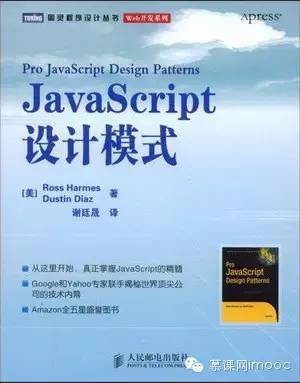 TURING 图灵程序设计丛书 Web开发系列
Apress®
Pro JavaScript Design Patterns
JavaScript
设计模式
[美] Ross Harmes 著
Dustin Diaz
谢廷晟 译
从这里开始,真正掌握JavaScript的精髓
Google和Yahoo专家联手揭秘世界顶尖公
司的技术内幕
Amazon全五星盛誉图书
Pro
JavaScript
Design Patterns
人民邮电出版社
POSTS & TELECOM PRESS
慕课网imooc